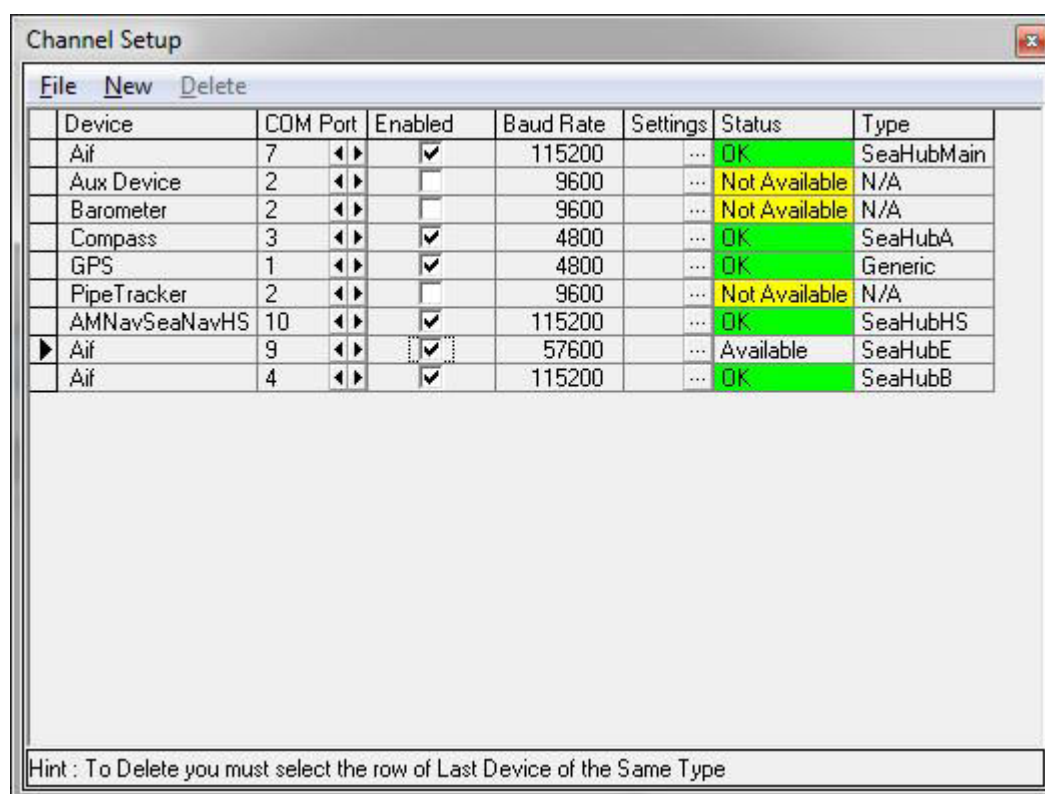 Channel Setup
File New Delete
Device COM Port Enabled Baud Rate Settings Status Type
Aif 7 115200 ... OK SeaHubMain
Aux Device 2 9600 ... Not Available N/A
Barometer 2 9600 ... Not Available N/A
Compass 3 4800 ... OK SeaHubA
GPS 1 4800 ... OK Generic
PipeTracker 2 9600 ... Not Available N/A
AMNavSeaNavHS 10 115200 ... OK SeaHubHS
Aif 9 57600 ... Available SeaHubE
Aif 4 115200 ... OK SeaHubB
Hint : To Delete you must select the row of Last Device of the Same Type